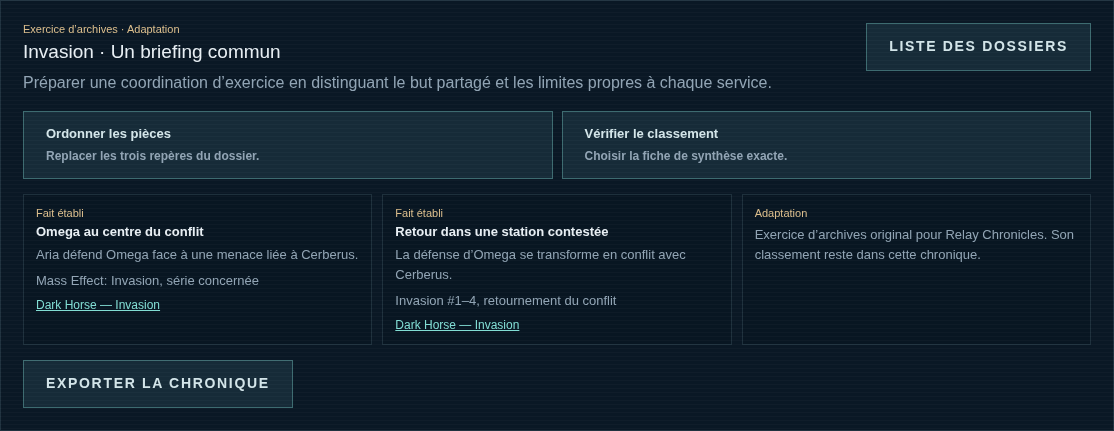 Exercice d’archives · Adaptation
Invasion · Un briefing commun
LISTE DES DOSSIERS
Préparer une coordination d’exercice en distinguant le but partagé et les limites propres à chaque service.
Ordonner les pièces
Replacer les trois repères du dossier.
Vérifier le classement
Choisir la fiche de synthèse exacte.
Fait établi
Omega au centre du conflit
Aria défend Omega face à une menace liée à Cerberus.
Mass Effect: Invasion, série concernée
Dark Horse — Invasion
Fait établi
Retour dans une station contestée
La défense d’Omega se transforme en conflit avec
Cerberus.
Invasion #1–4, retournement du conflit
Dark Horse — Invasion
Adaptation
Exercice d’archives original pour Relay Chronicles. Son
classement reste dans cette chronique.
EXPORTER LA CHRONIQUE